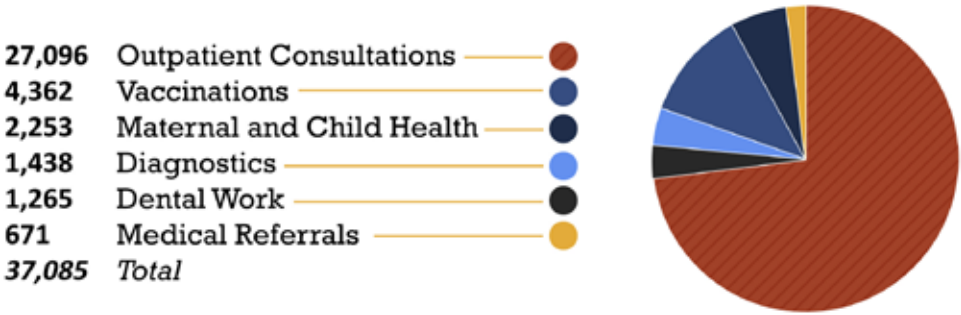 27,096 Outpatient Consultations
4,362 Vaccinations
2,253 Maternal and Child Health
1,438 Diagnostics
1,265 Dental Work
671 Medical Referrals
37,085 Total